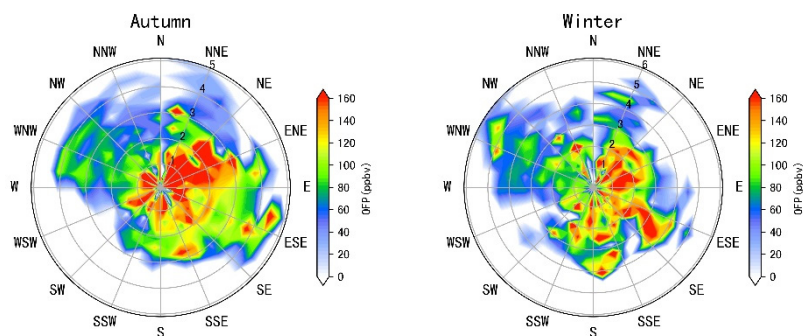 Autumn
N
NNE
NE
ENE
E
ESE
SE
SSE
S
SSW
SW
WSW
W
WNW
NW
NNW
1
2
3
4
5
160
140
120
100
80
60
40
20
0
OFP(ppbv)
Winter
N
NNE
NE
ENE
E
ESE
SE
SSE
S
SSW
SW
WSW
W
WNW
NW
NNW
1
2
3
4
5
6
160
140
120
100
80
60
40
20
0
OFP(ppbv)